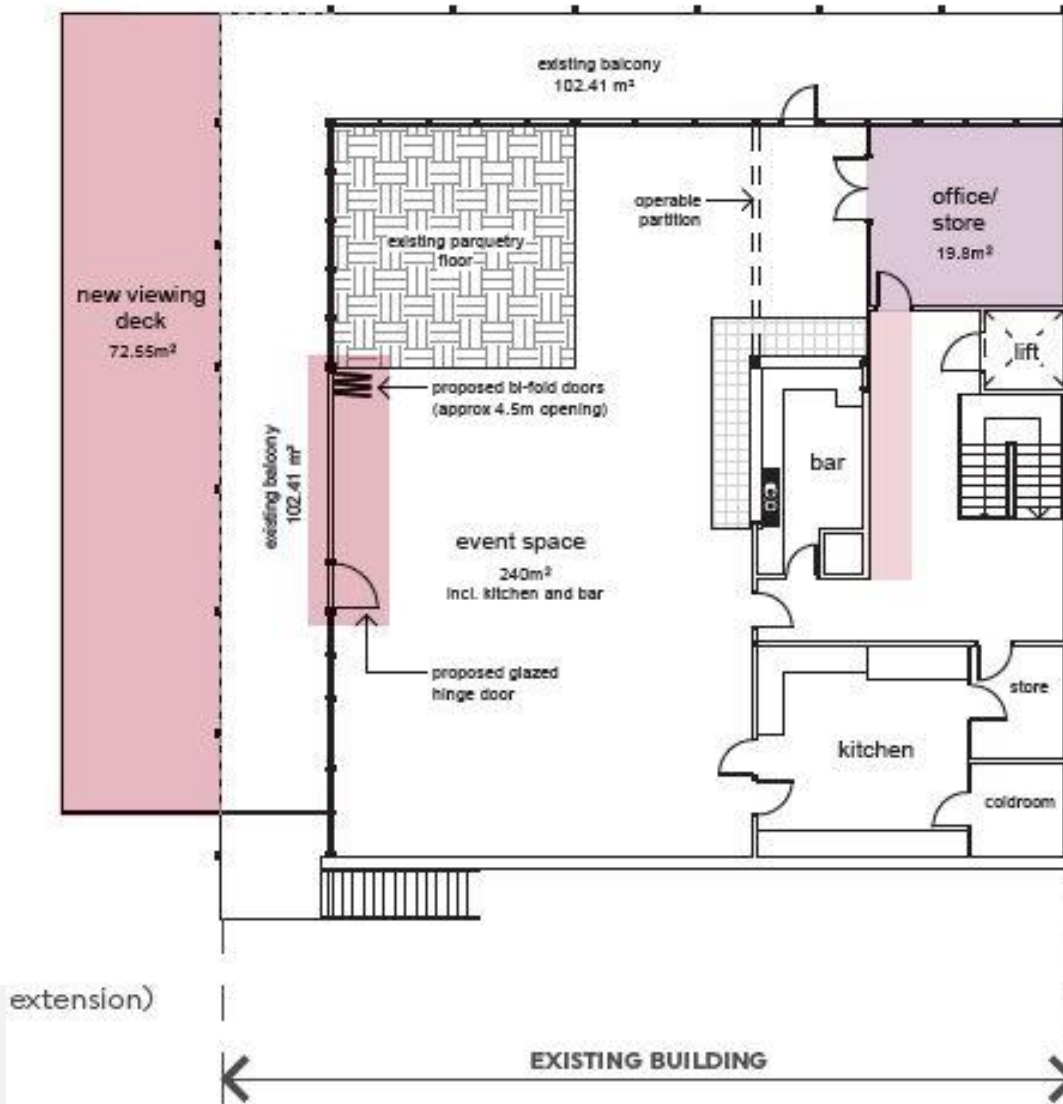 existing balcony
102.41 m²
operable
partition
office/
store
19.8m²
existing parquetry
floor
new viewing
deck
72.55m²
lift
proposed bi-fold doors
(approx 4.5m opening)
existing balcony
102.41 m²
bar
event space
240m²
incl. kitchen and bar
proposed glazed
hinge door
store
kitchen
coldroom
extension)
EXISTING BUILDING